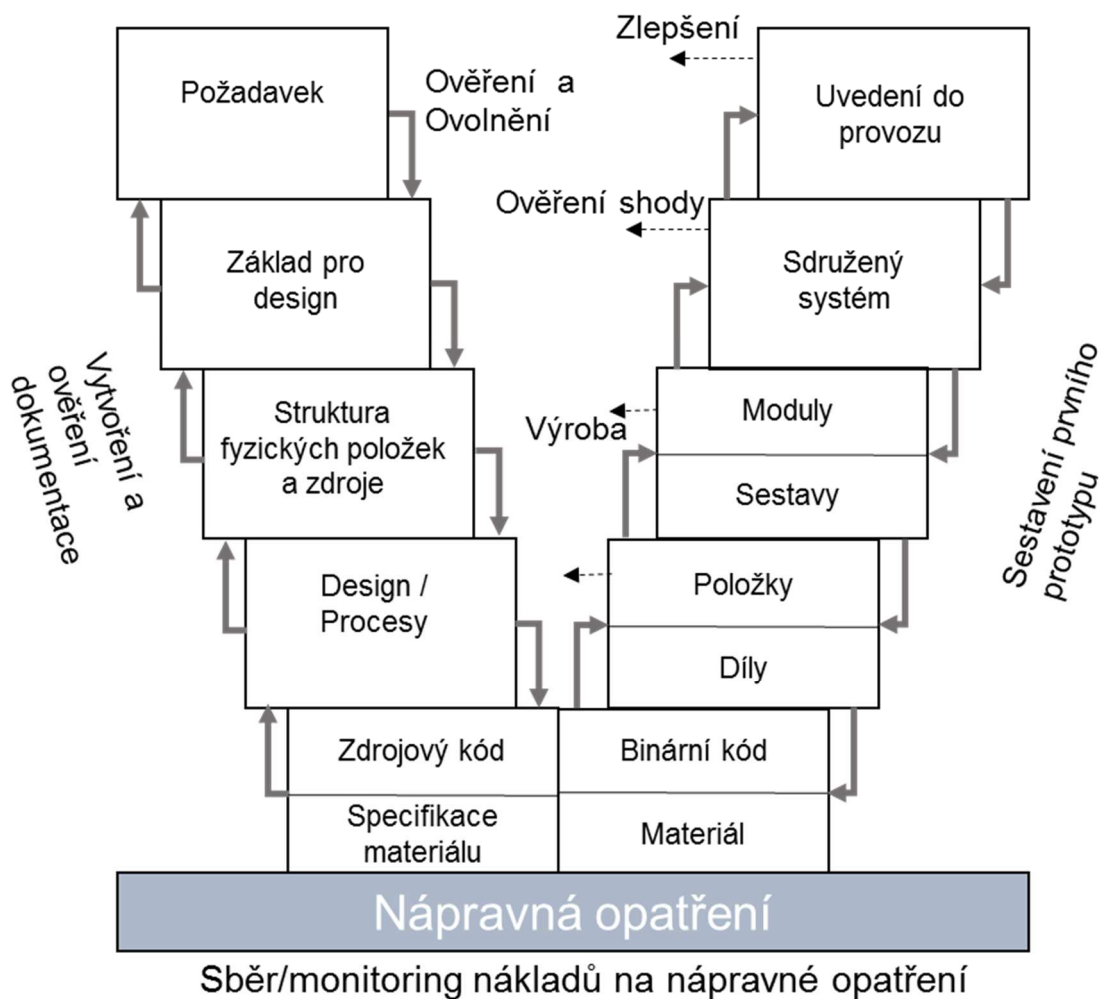 Požadavek
Ověření a
Ovolnění
Zlepšení
Uvedení do
provozu
Základ pro
design
Ověření shody
Sdružený
systém
Vytvoření a
ověření
dokumentace
Struktura
fyzických položek
a zdroje
Výroba
Moduly
Sestavy
Sestavení prvního
prototypu
Design /
Procesy
Položky
Díly
Zdrojový kód
Specifikace
materiálu
Binární kód
Materiál
Nápravná opatření
Sběr/monitoring nákladů na nápravné opatření